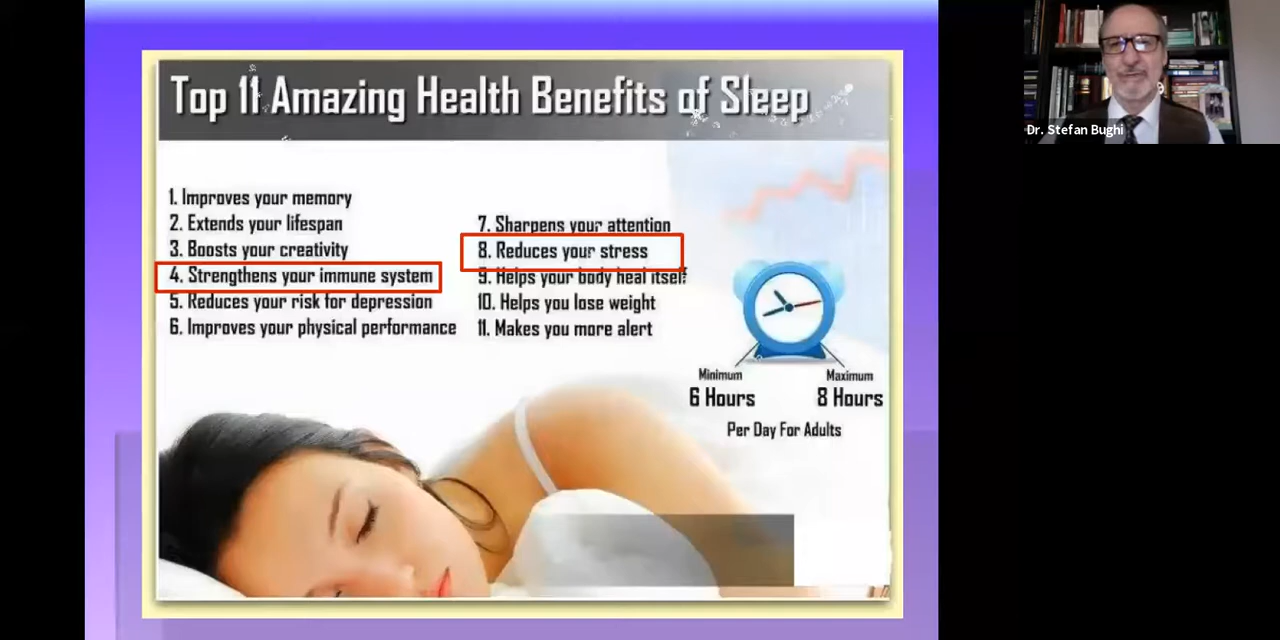 Top 11 Amazing Health Benefits of Sleep
1. Improves your memory
2. Extends your lifespan
3. Boosts your creativity
4. Strengthens your immune system
5. Reduces your risk for depression
6. Improves your physical performance
7. Sharpens your attention
8. Reduces your stress
9. Helps your body heal itself
10. Helps you lose weight
11. Makes you more alert
Minimum
6 Hours
Maximum
8 Hours
Per Day For Adults
Dr. Stefan Bughi